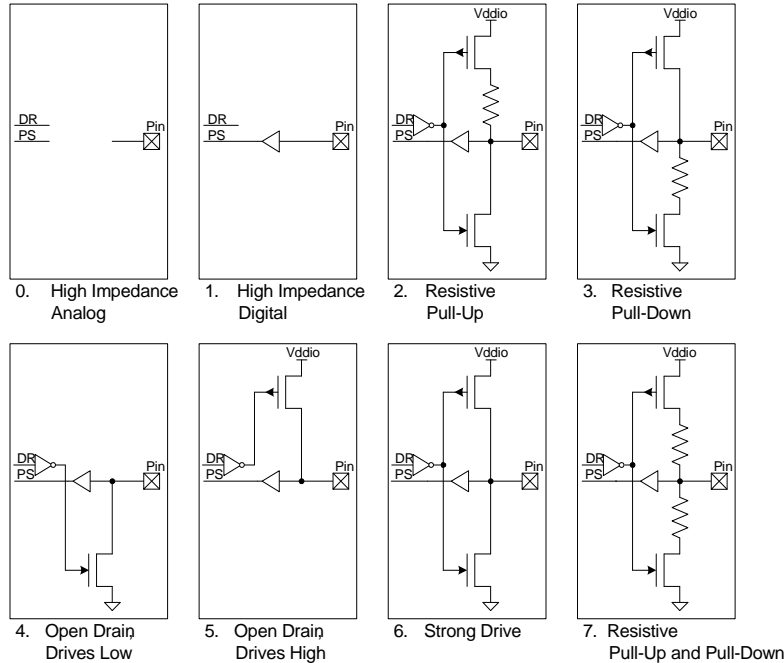 DR
PS
Pin
0. High Impedance
Analog
DR
PS
Pin
1. High Impedance
Digital
Vddio
DR
PS
Pin
2. Resistive
Pull-Up
Vddio
DR
PS
Pin
3. Resistive
Pull-Down
DR
PS
Pin
4. Open Drain,
Drives Low
Vddio
DR
PS
Pin
5. Open Drain,
Drives High
Vddio
DR
PS
Pin
6. Strong Drive
Vddio
DR
PS
Pin
7. Resistive
Pull-Up and Pull-Down